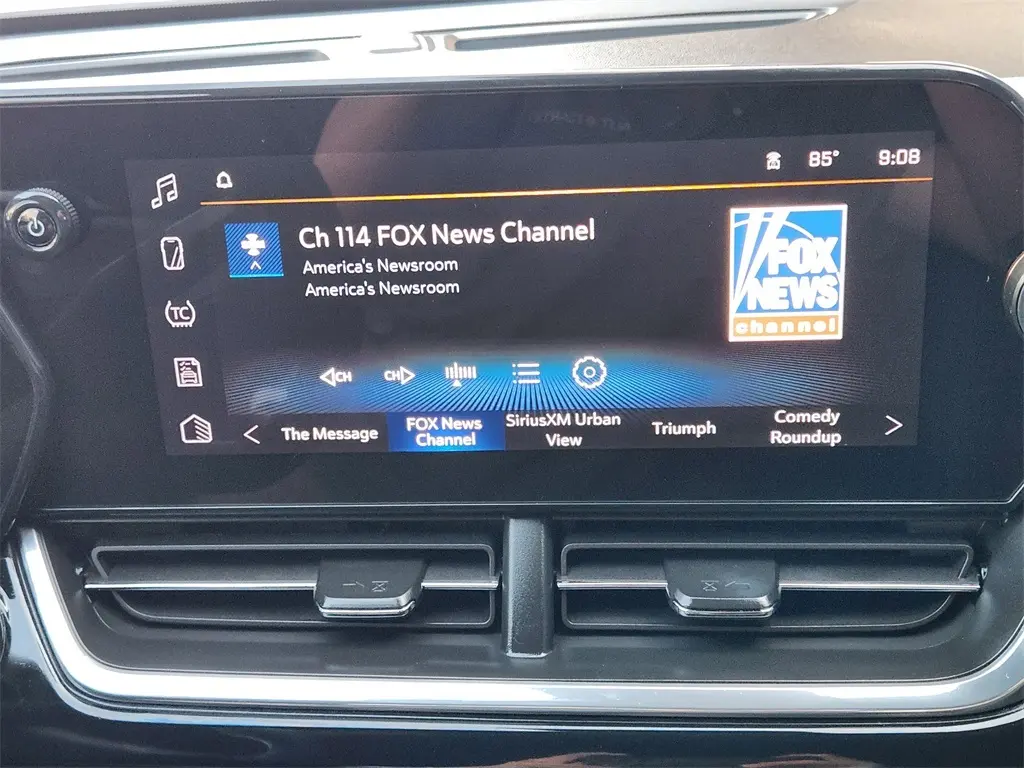 85° 9:08
Ch 114 FOX News Channel
America's Newsroom
America's Newsroom
FOX
NEWS
channel
TC
CH CH
The Message
FOX News
Channel
SiriusXM Urban
View
Triumph
Comedy
Roundup